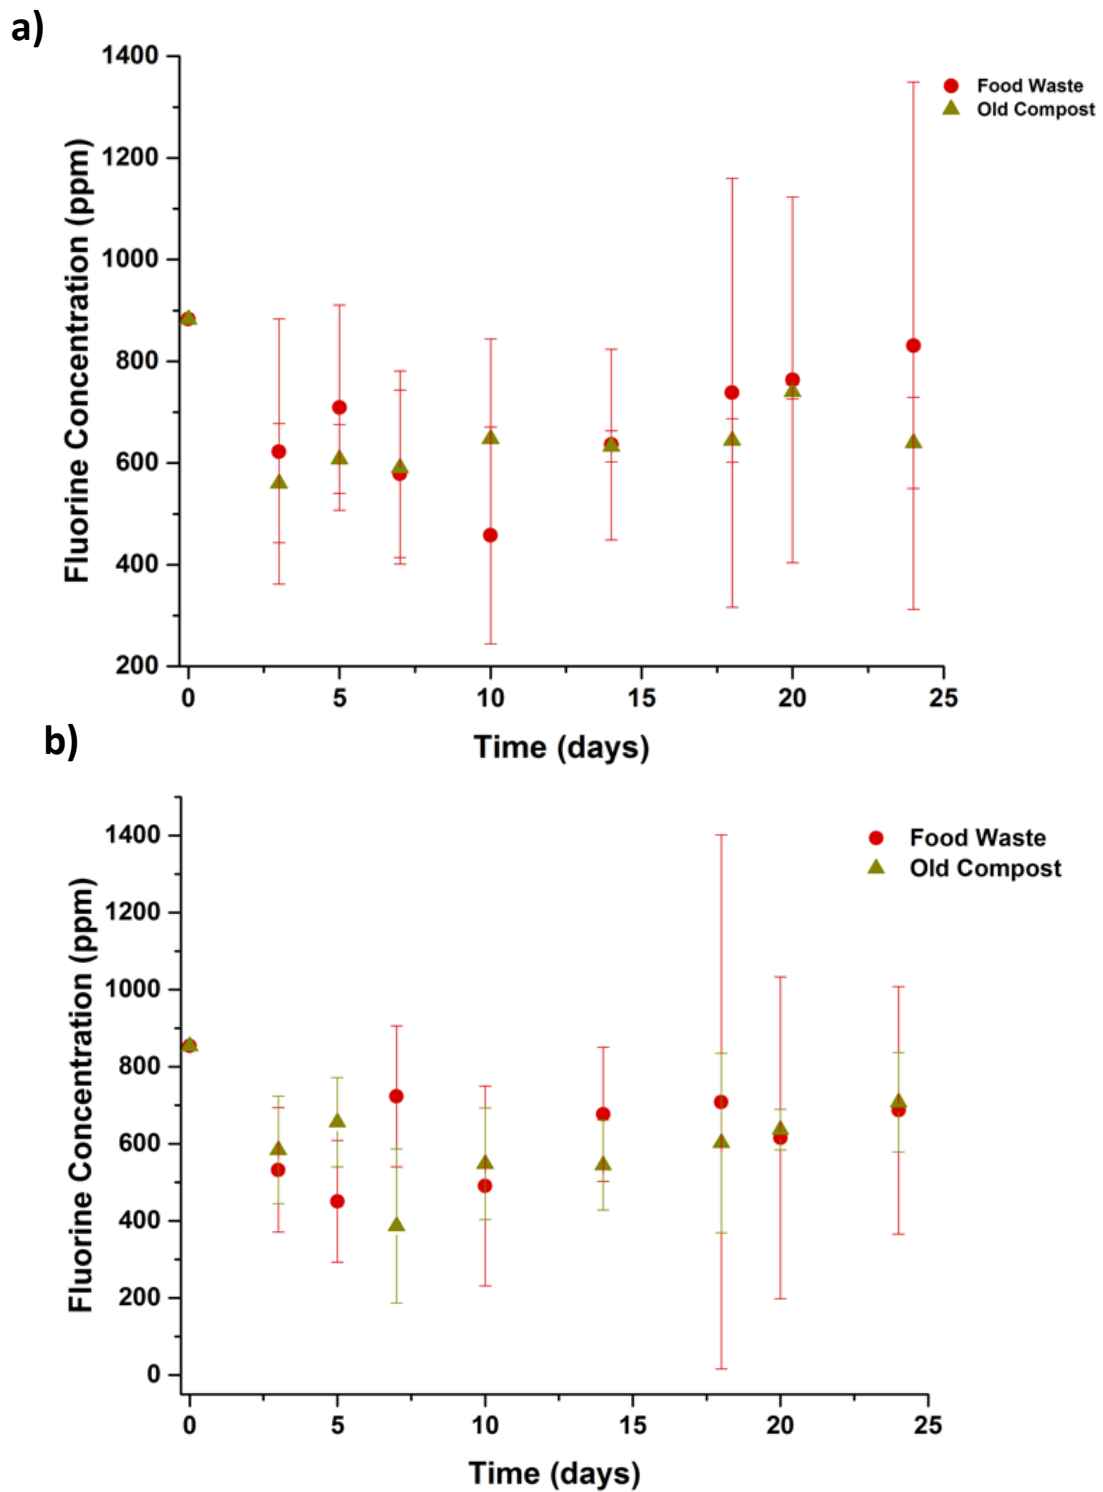 a)
1400
1200
1000
800
600
400
200
Fluorine Concentration (ppm)
Food Waste
Old Compost
0 5 10 15 20 25
Time (days)
b)
1400
1200
1000
800
600
400
200
0
Fluorine Concentration (ppm)
Food Waste
Old Compost
0 5 10 15 20 25
Time (days)